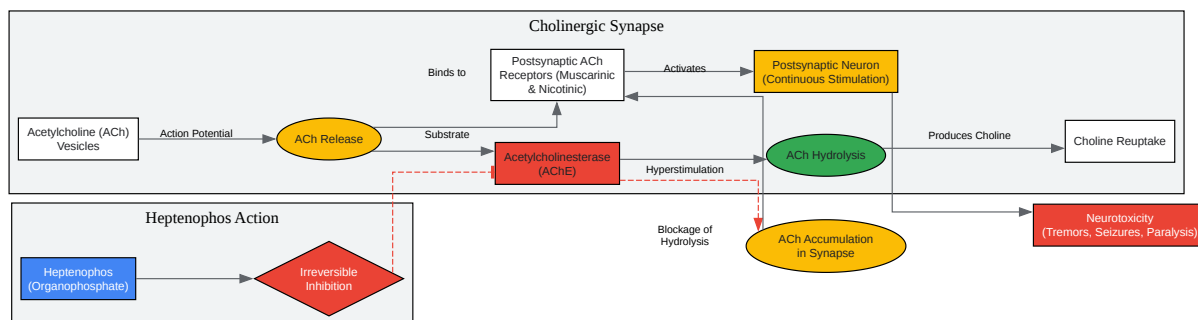 Cholinergic Synapse
Binds to
Postsynaptic ACh
Receptors (Muscarinic
& Nicotinic)
Activates
Postsynaptic Neuron
(Continuous Stimulation)
Acetylcholine (ACh)
Vesicles
Action Potential
ACh Release
Substrate
Acetylcholinesterase
(AChE)
Hyperstimulation
ACh Hydrolysis
Produces Choline
Choline Reuptake
Heptenophos Action
Heptenophos
(Organophosphate)
Irreversible
Inhibition
Blockage of
Hydrolysis
ACh Accumulation
in Synapse
Neurotoxicity
(Tremors, Seizures, Paralysis)